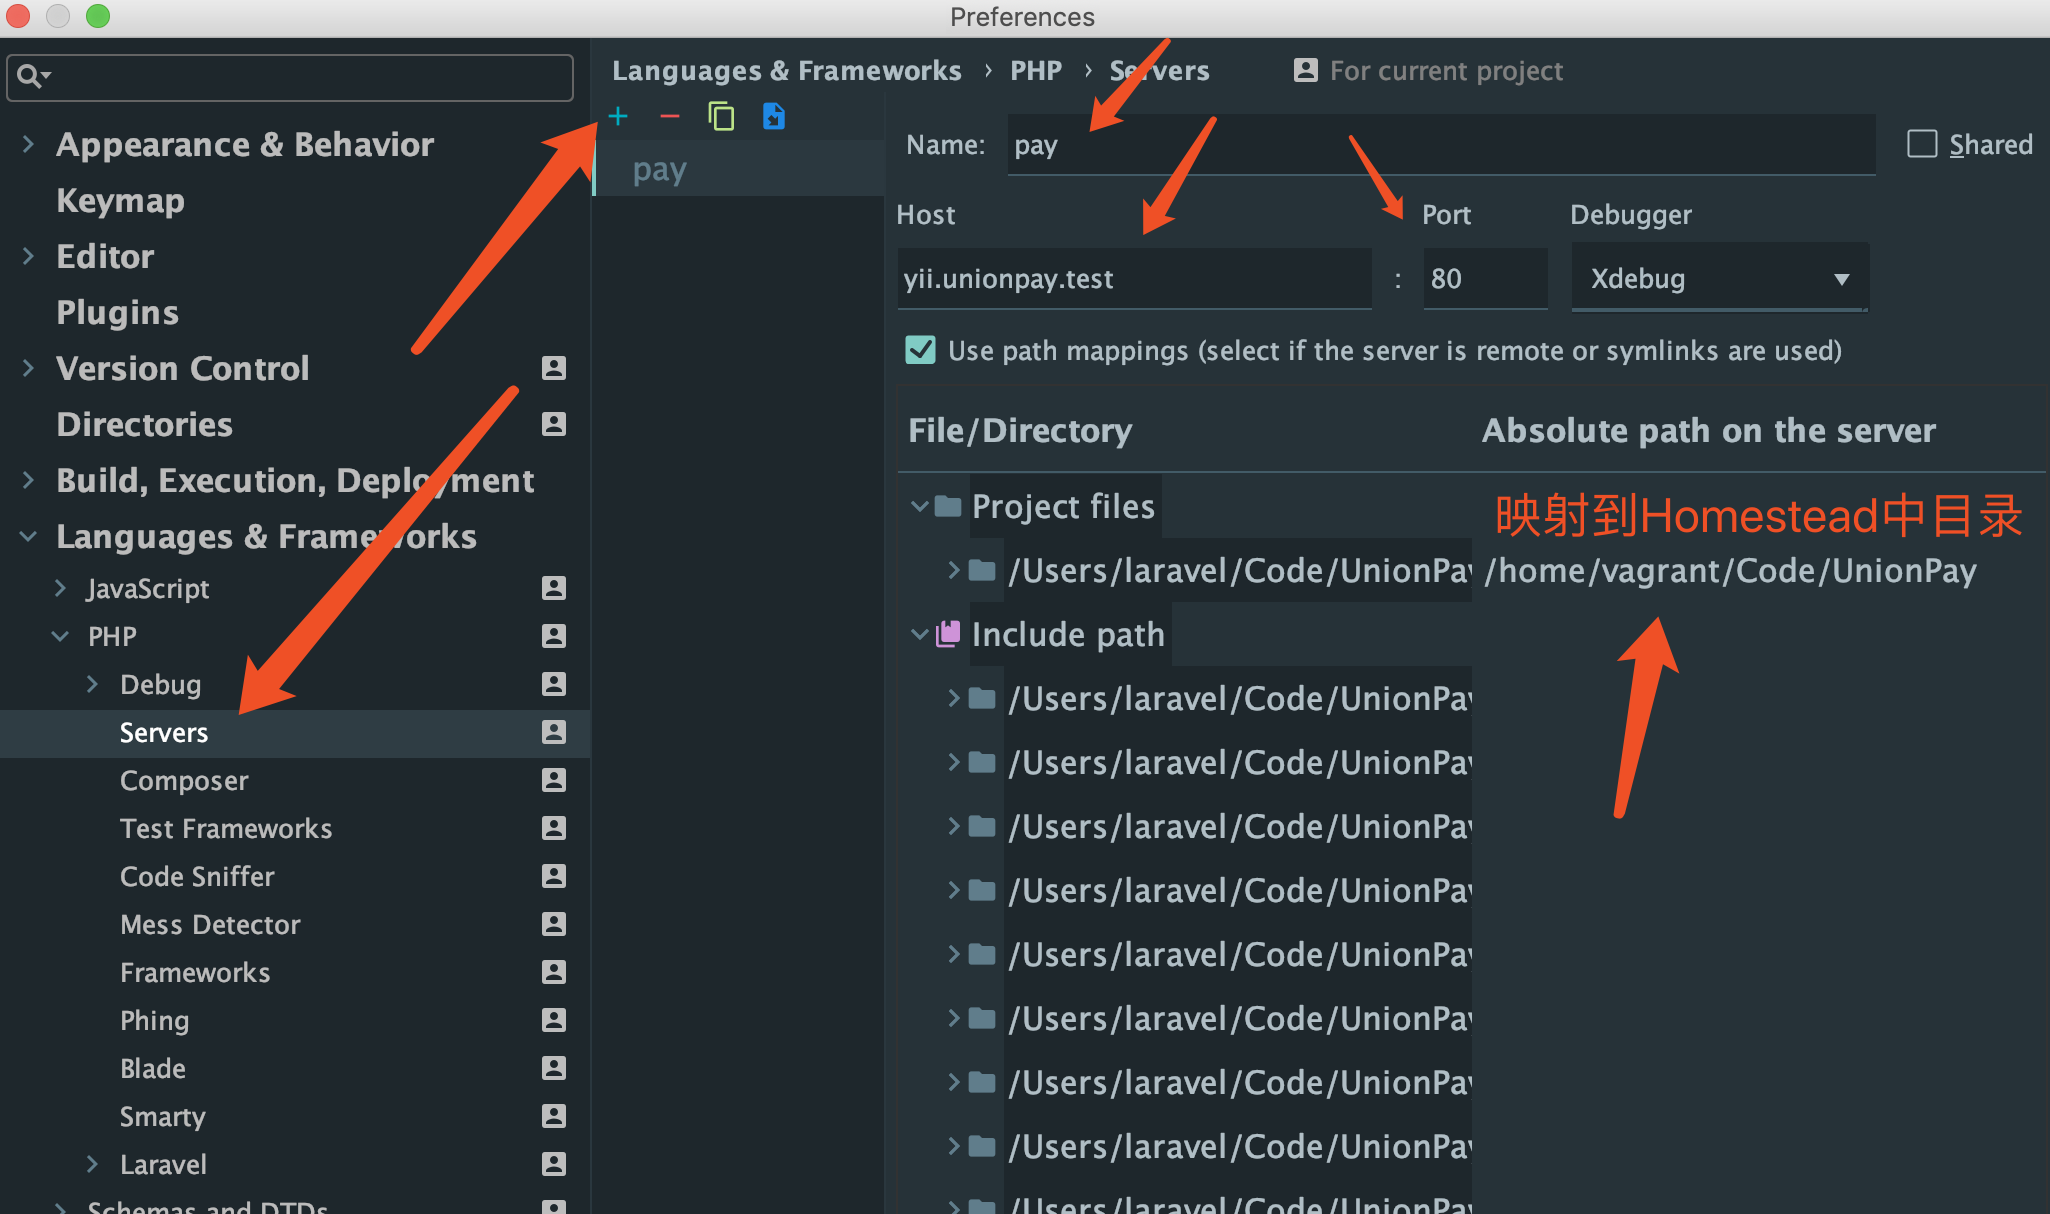 Preferences
Languages & Frameworks › PHP › Servers
For current project
Appearance & Behavior
Keymap
Editor
Plugins
Version Control
Directories
Build, Execution, Deployment
Languages & Frameworks
JavaScript
PHP
Debug
Servers
Composer
Test Frameworks
Code Sniffer
Mess Detector
Frameworks
Phing
Blade
Smarty
Laravel
Schemas and DTDs
pay
Name: pay
Shared
Host
Port
Debugger
yii.unionpay.test : 80
Xdebug
Use path mappings (select if the server is remote or symlinks are used)
File/Directory
Absolute path on the server
Project files
映射到Homestead中目录
/Users/laravel/Code/UnionPay
/home/vagrant/Code/UnionPay
Include path
/Users/laravel/Code/UnionPay
/Users/laravel/Code/UnionPay
/Users/laravel/Code/UnionPay
/Users/laravel/Code/UnionPay
/Users/laravel/Code/UnionPay
/Users/laravel/Code/UnionPay
/Users/laravel/Code/UnionPay
/Users/laravel/Code/UnionPay
/Users/laravel/Code/UnionPay